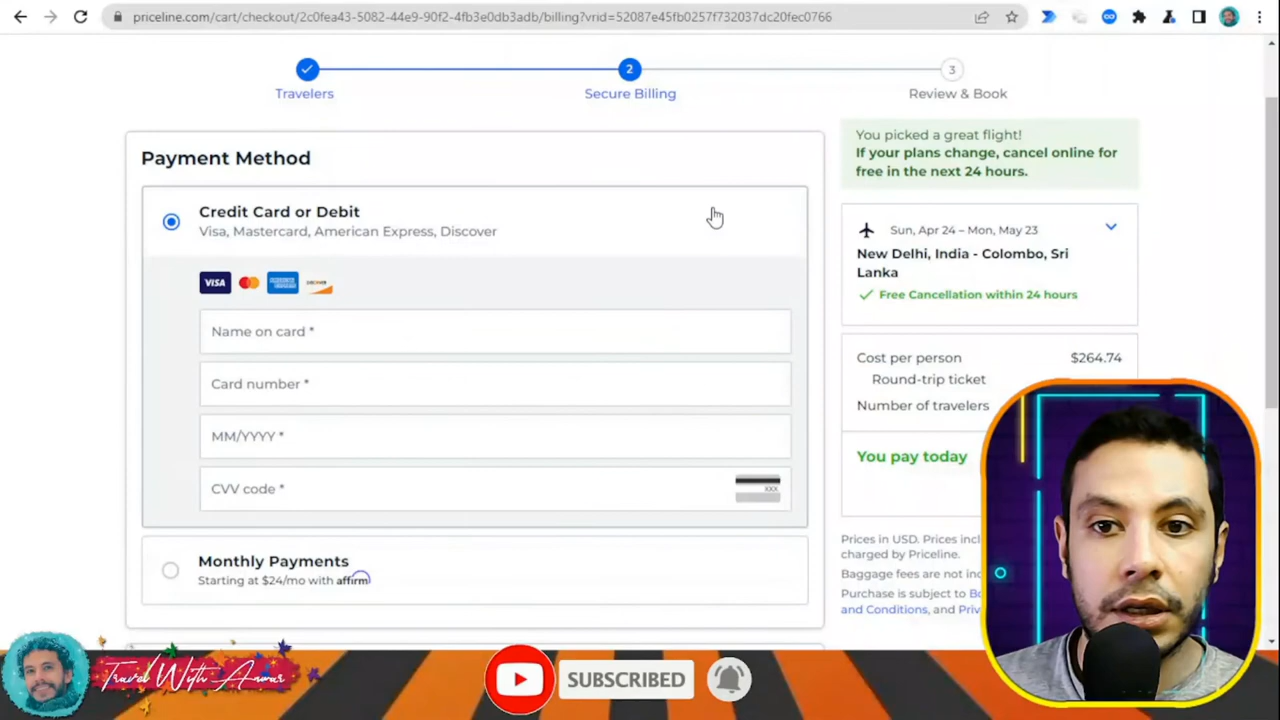 priceline.com/cart/checkout/2c0fea43-5082-44e9-90f2-4fb3e0db3adb/billing?vrid=52087e45fb0257f732037dc20fec0766
2
3
Travelers
Secure Billing
Review & Book
Payment Method
Credit Card or Debit
Visa, Mastercard, American Express, Discover
VISA
DISCOVER
Name on card *
Card number *
MM/YYYY *
CVV code *
XXX
Monthly Payments
Starting at $24/mo with affirm
You picked a great flight!
If your plans change, cancel online for
free in the next 24 hours.
Sun, Apr 24 – Mon, May 23
New Delhi, India - Colombo, Sri
Lanka
Free Cancellation within 24 hours
Cost per person $264.74
Round-trip ticket
Number of travelers
You pay today
Prices in USD. Prices incl
charged by Priceline.
Baggage fees are not inc
Purchase is subject to Bo
and Conditions, and Priv
Travel With Anwar
SUBSCRIBED